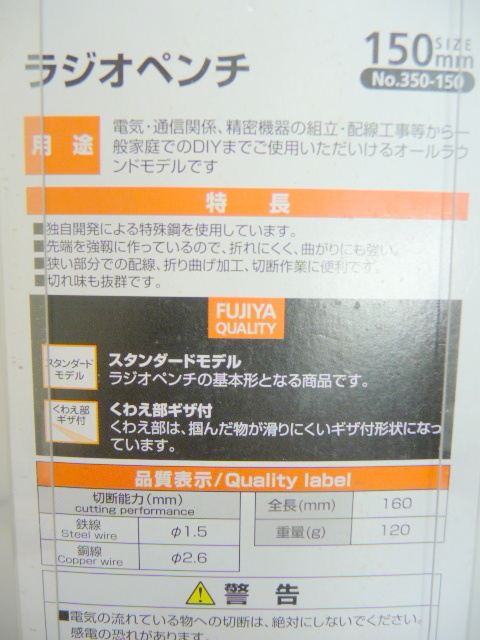 ラジオペンチ
150mm SIZE
No.350-150
用途
電気・通信関係、精密機器の組立・配線工事等から一
般家庭でのDIYまでご使用いただいけるオールラウ
ンドモデルです
特長
■独自開発による特殊鋼を使用しています。
■先端を強靭に作っているので、折れにくく、曲がりにも強い。
■狭い部分での配線、折り曲げ加工、切断作業に便利です。
■切れ味も抜群です。
FUJIYA
QUALITY
スタンダード
モデル
スタンダードモデル
ラジオペンチの基本形となる商品です。
くわえ部
ギザ付
くわえ部ギザ付
くわえ部は、掴んだ物が滑りにくいギザ付形状になっ
ています。
品質表示/Quality label
切断能力(mm)
cutting performance
鉄線
Steel wire
φ1.5
銅線
Copper wire
φ2.6
全長(mm)
160
重量(g)
120
警告
■電気の流れている物への切断は、絶対にしないでください。
感電の恐れがあります。